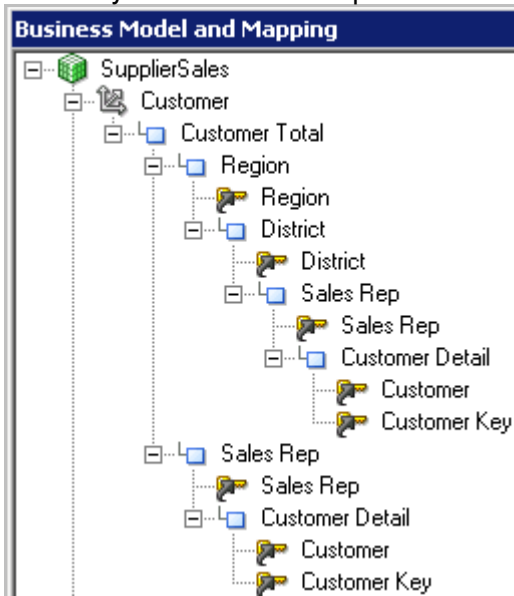 Business Model and Mapping
SupplierSales
Customer
Customer Total
Region
Region
District
District
Sales Rep
Sales Rep
Customer Detail
Customer
Customer Key
Sales Rep
Sales Rep
Customer Detail
Customer
Customer Key